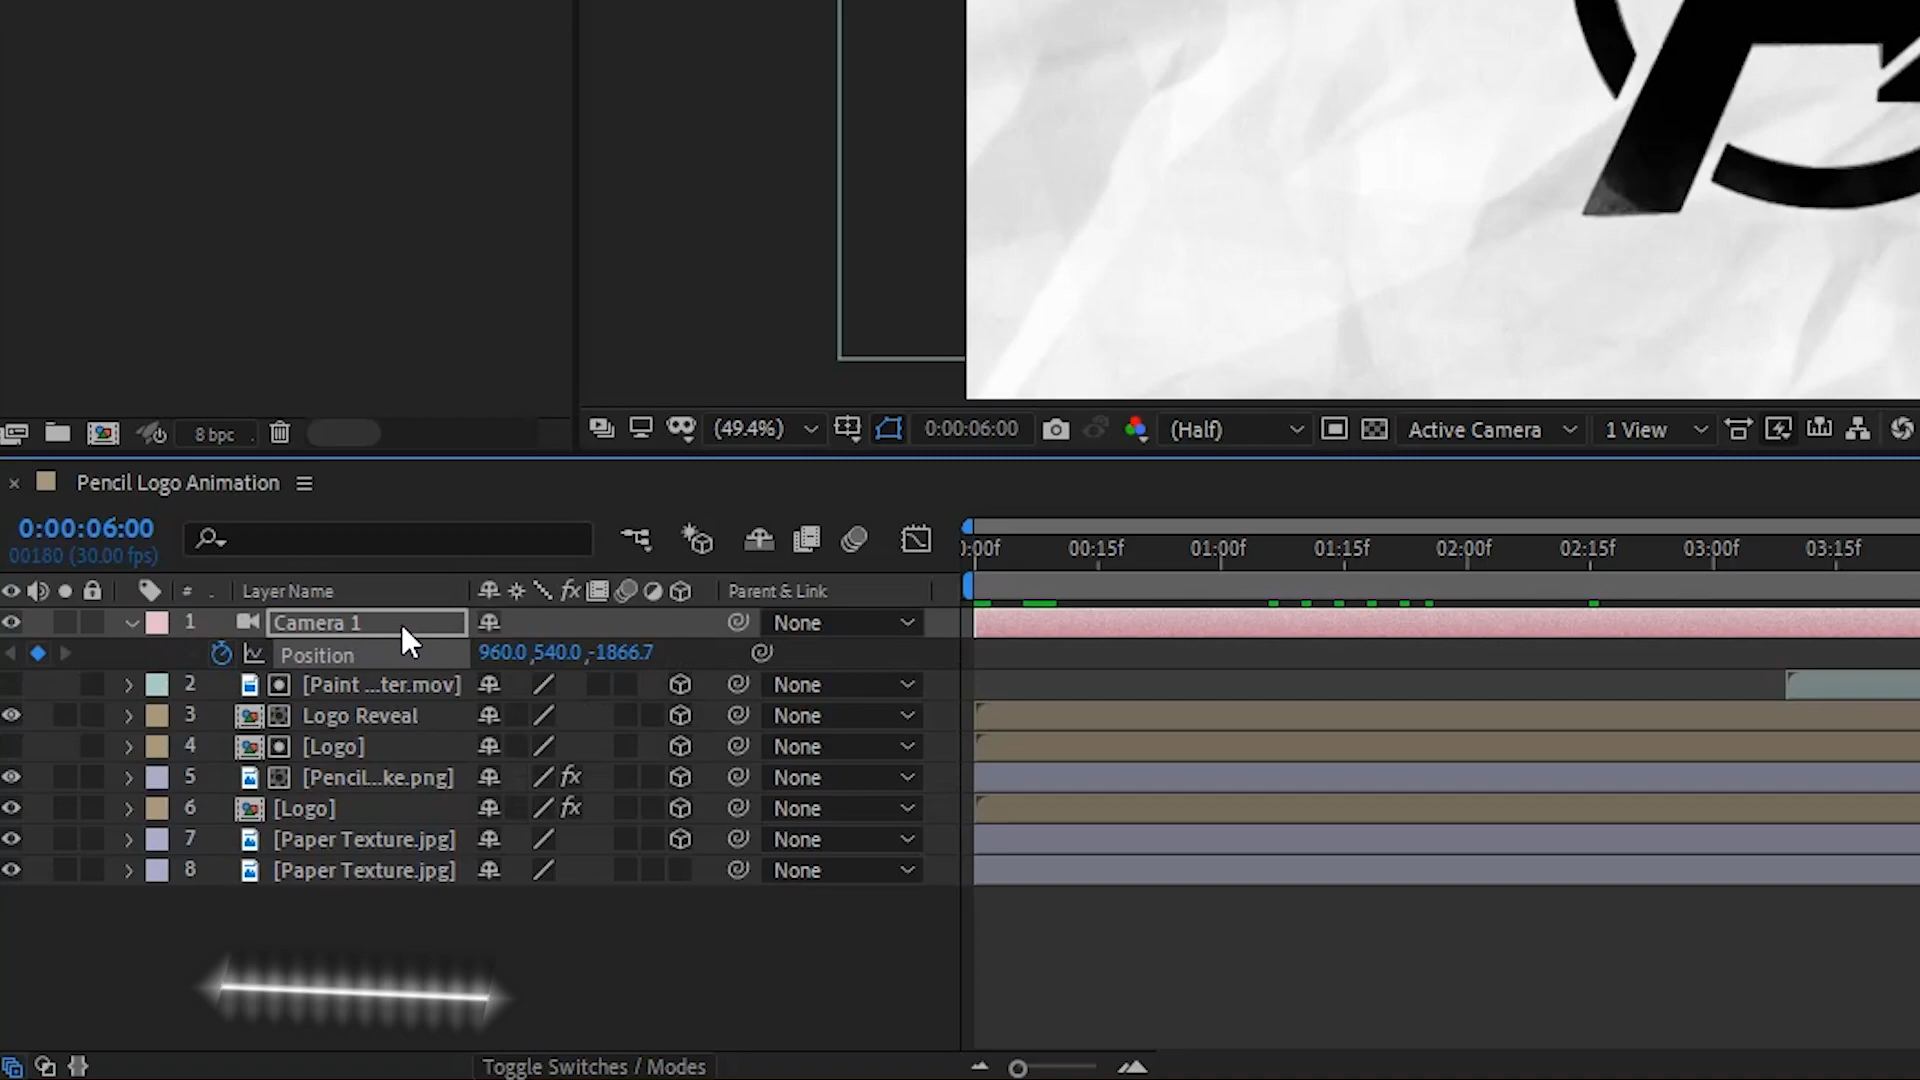 8 bpc
(49.4%)
0:00:06:00
(Half)
Active Camera
1 View
Pencil Logo Animation
0:00:06:00
00180 (30.00 fps)
0:00f 00:15f 01:00f 01:15f 02:00f 02:15f 03:00f 03:15f
# Layer Name fx Parent & Link
1 Camera 1 None
Position 960.0,540.0,-1866.7
2 [Paint ...ter.mov] None
3 Logo Reveal None
4 [Logo] None
5 [Pencil...ke.png] fx None
6 [Logo] fx None
7 [Paper Texture.jpg] None
8 [Paper Texture.jpg] None
Toggle Switches / Modes